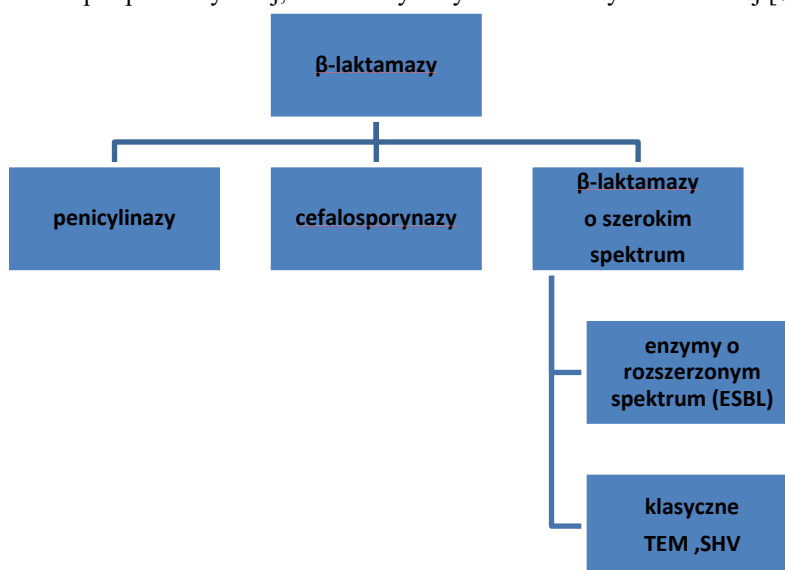 β-laktamazy
penicylinazy
cefalosporynazy
β-laktamazy
o szerokim
spektrum
enzymy o
rozszerzonym
spektrum (ESBL)
klasyczne
TEM ,SHV